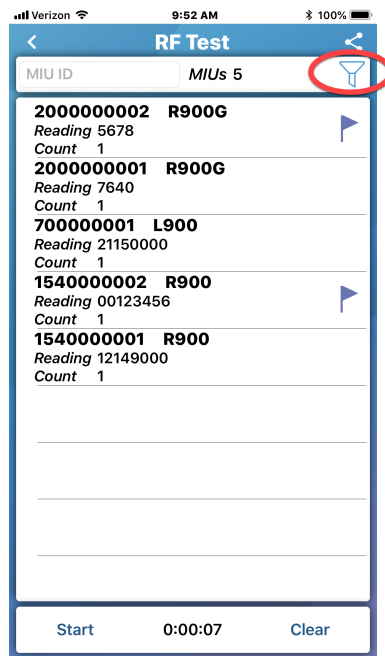 Verizon 9:52 AM 100%
RF Test
MIU ID MIUs 5
2000000002 R900G
Reading 5678
Count 1
2000000001 R900G
Reading 7640
Count 1
700000001 L900
Reading 21150000
Count 1
1540000002 R900
Reading 00123456
Count 1
1540000001 R900
Reading 12149000
Count 1
Start 0:00:07 Clear